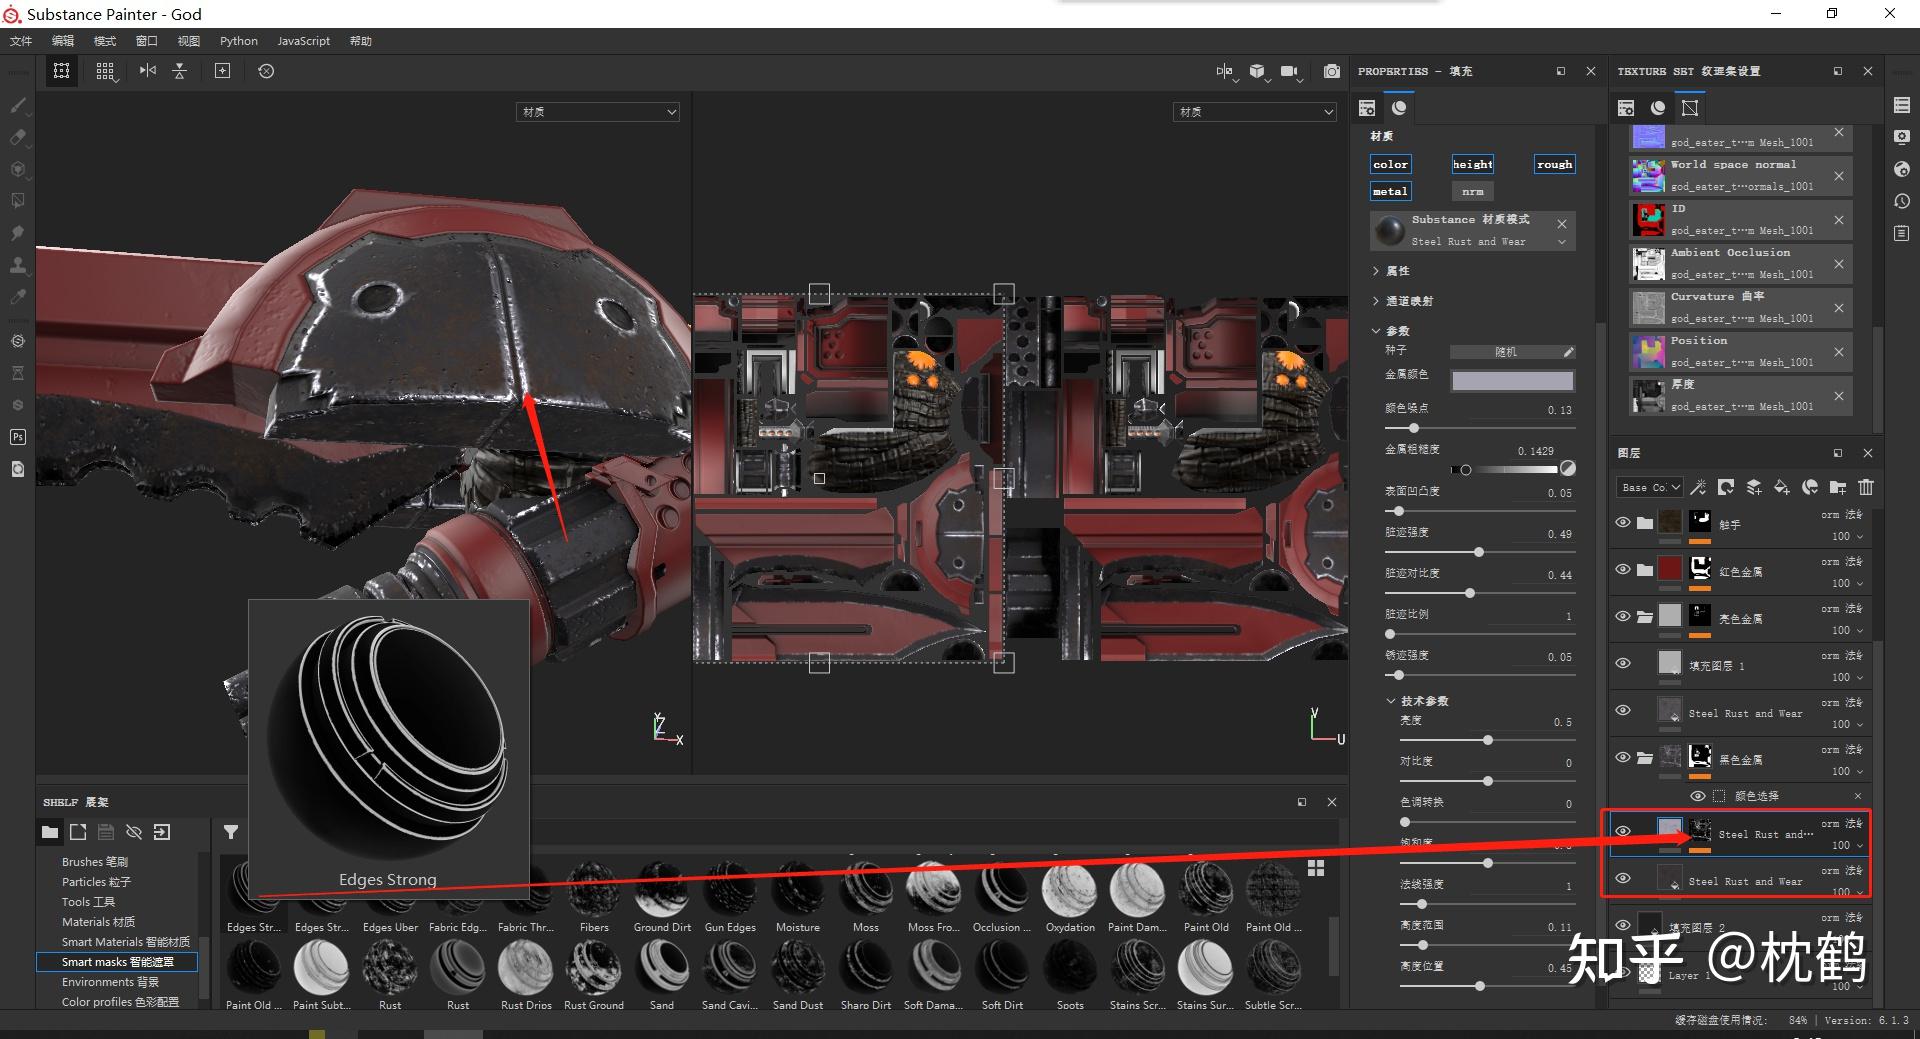 Substance Painter - God
文件 编辑 模式 窗口 视图 Python JavaScript 帮助
材质
材质
PROPERTIES - 填充
材质
color height rough
metal nrm
Substance 材质模式
Steel Rust and Wear
属性
通道映射
参数
种子 随机
金属颜色
颜色噪点 0.13
金属粗糙度 0.1429
表面凹凸度 0.05
脏迹强度 0.49
脏迹对比度 0.44
脏迹比例 1
锈迹强度 0.05
技术参数
亮度 0.5
对比度 0
色调转换 0
饱和度
法线强度 1
高度范围 0.11
高度位置 0.45
TEXTURE SET 纹理集设置
god_eater_t…m Mesh_1001
World space normal
god_eater_t…ormals_1001
ID
god_eater_t…m Mesh_1001
Ambient Occlusion
god_eater_t…m Mesh_1001
Curvature 曲率
god_eater_t…m Mesh_1001
Position
god_eater_t…m Mesh_1001
厚度
god_eater_t…m Mesh_1001
图层
Base Co
触手 orm 法线
100
红色金属 orm 法线
100
亮色金属 orm 法线
100
填充图层 1 orm 法线
100
Steel Rust and Wear orm 法线
100
黑色金属 orm 法线
100
颜色选择
Steel Rust and… orm 法线
100
Steel Rust and Wear orm 法线
100
填充图层 2 orm 法线
100
Layer 1
100
Z
Y
X
V
U
Ps
Edges Strong
SHELF 展架
Brushes 笔刷
Particles 粒子
Tools 工具
Materials 材质
Smart Materials 智能材质
Smart masks 智能遮罩
Environments 背景
Color profiles 色彩配置
Edges Str... Edges Str... Edges Uber Fabric Edg... Fabric Thr... Fibers Ground Dirt Gun Edges Moisture Moss Moss Fro... Occlusion ... Oxydation Paint Dam... Paint Old Paint Old ...
Paint Old ... Paint Subt... Rust Rust Rust Drips Rust Ground Sand Sand Cavi... Sand Dust Sharp Dirt Soft Dama... Soft Dirt Spots Stains Scr... Stains Sur... Subtle Scr...
知乎 @枕鹤
缓存磁盘使用情况: 84% | Version: 6.1.3